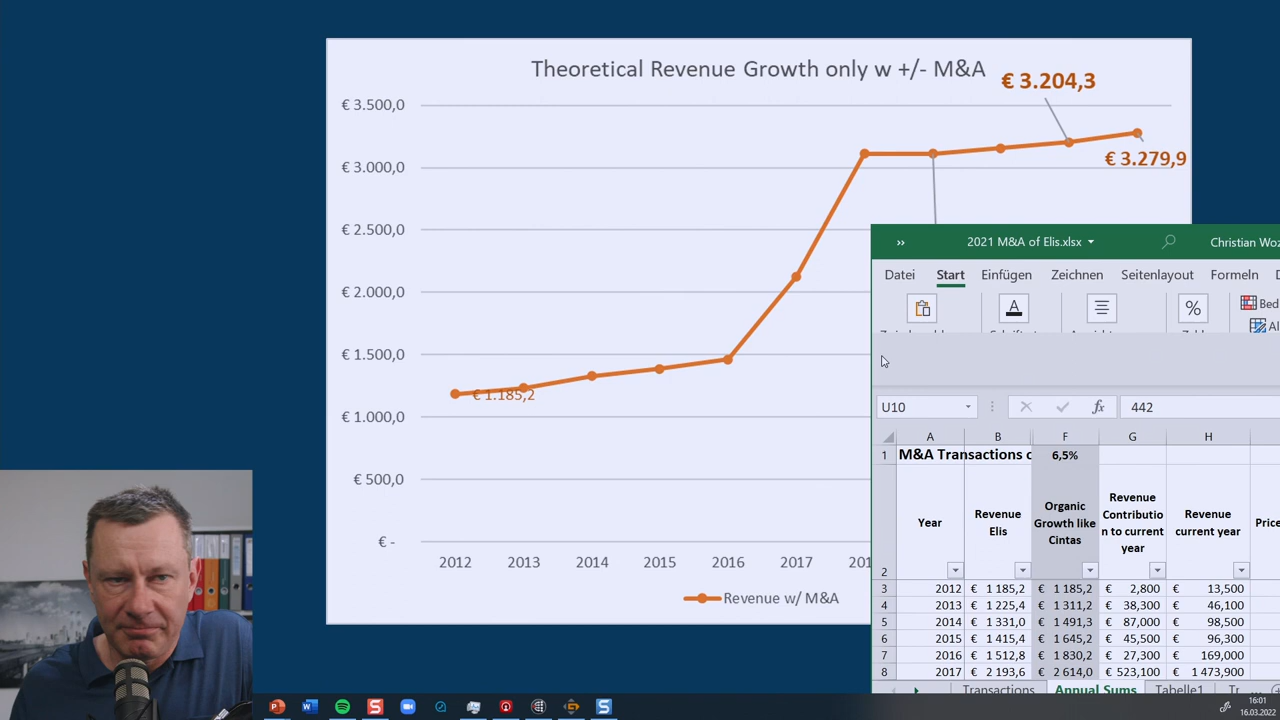 Theoretical Revenue Growth only w +/- M&A
€ 3.204,3
€ 3.500,0
€ 3.279,9
€ 3.000,0
€ 2.500,0
€ 2.000,0
€ 1.500,0
€ 1.185,2
€ 1.000,0
€ 500,0
€ -
2012 2013 2014 2015 2016 2017
Revenue w/ M&A
›› 2021 M&A of Elis.xlsx Christian
Datei Start Einfügen Zeichnen Seitenlayout Formeln
A %
U10 fx 442
A B F G H
1 M&A Transactions 6,5%
2 Year Revenue Elis Organic Growth like Cintas Revenue Contributio n to current year Revenue current year
3 2012 € 1 185,2 € 1 185,2 € 2,800 € 13,500
4 2013 € 1 225,4 € 1 311,2 € 38,300 € 46,100
5 2014 € 1 331,0 € 1 491,3 € 87,000 € 98,500
6 2015 € 1 415,4 € 1 645,2 € 45,500 € 96,300
7 2016 € 1 512,8 € 1 830,2 € 27,300 € 169,000
8 2017 € 2 193,6 € 2 614,0 € 523,100 € 1 473,900
Transactions Annual Sums Tabelle1
16:01
16.03.2022